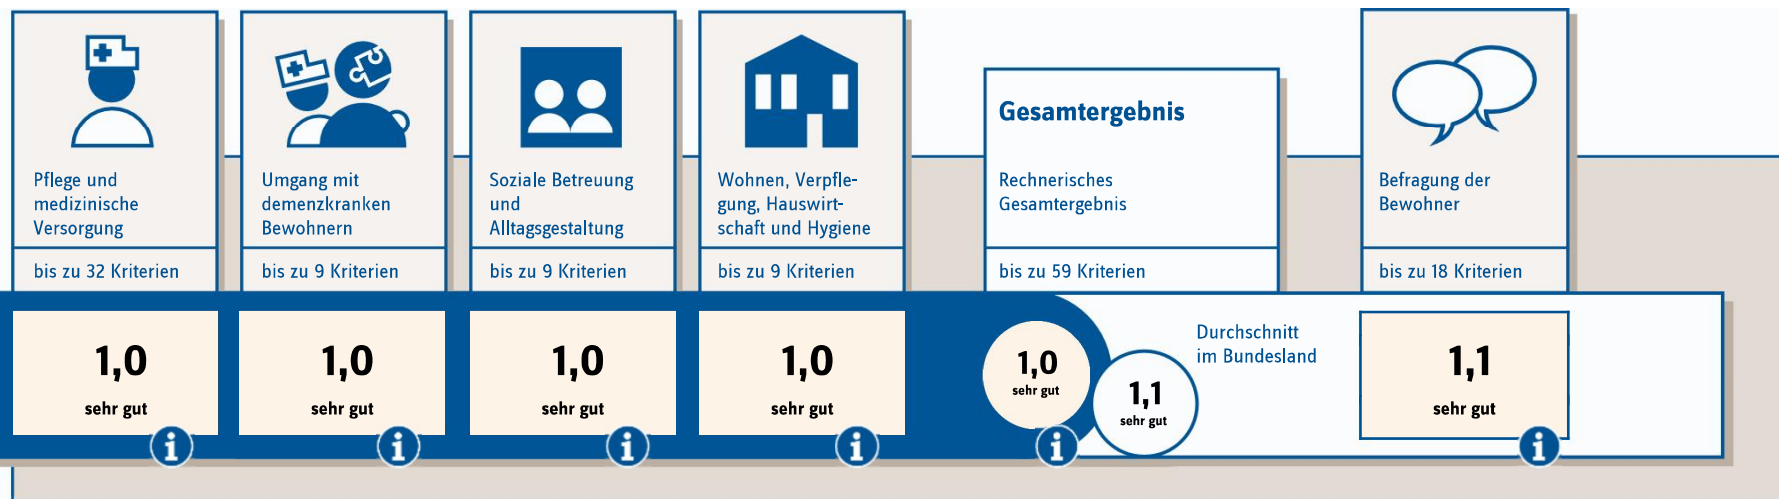 Pflege und
medizinische
Versorgung
bis zu 32 Kriterien
1,0
sehr gut
Umgang mit
demenzkranken
Bewohnern
bis zu 9 Kriterien
1,0
sehr gut
Soziale Betreuung
und
Alltagsgestaltung
bis zu 9 Kriterien
1,0
sehr gut
Wohnen, Verpfle-
gung, Hauswirt-
schaft und Hygiene
bis zu 9 Kriterien
1,0
sehr gut
Gesamtergebnis
Rechnerisches
Gesamtergebnis
bis zu 59 Kriterien
1,0
sehr gut
Durchschnitt
im Bundesland
1,1
sehr gut
Befragung der
Bewohner
bis zu 18 Kriterien
1,1
sehr gut